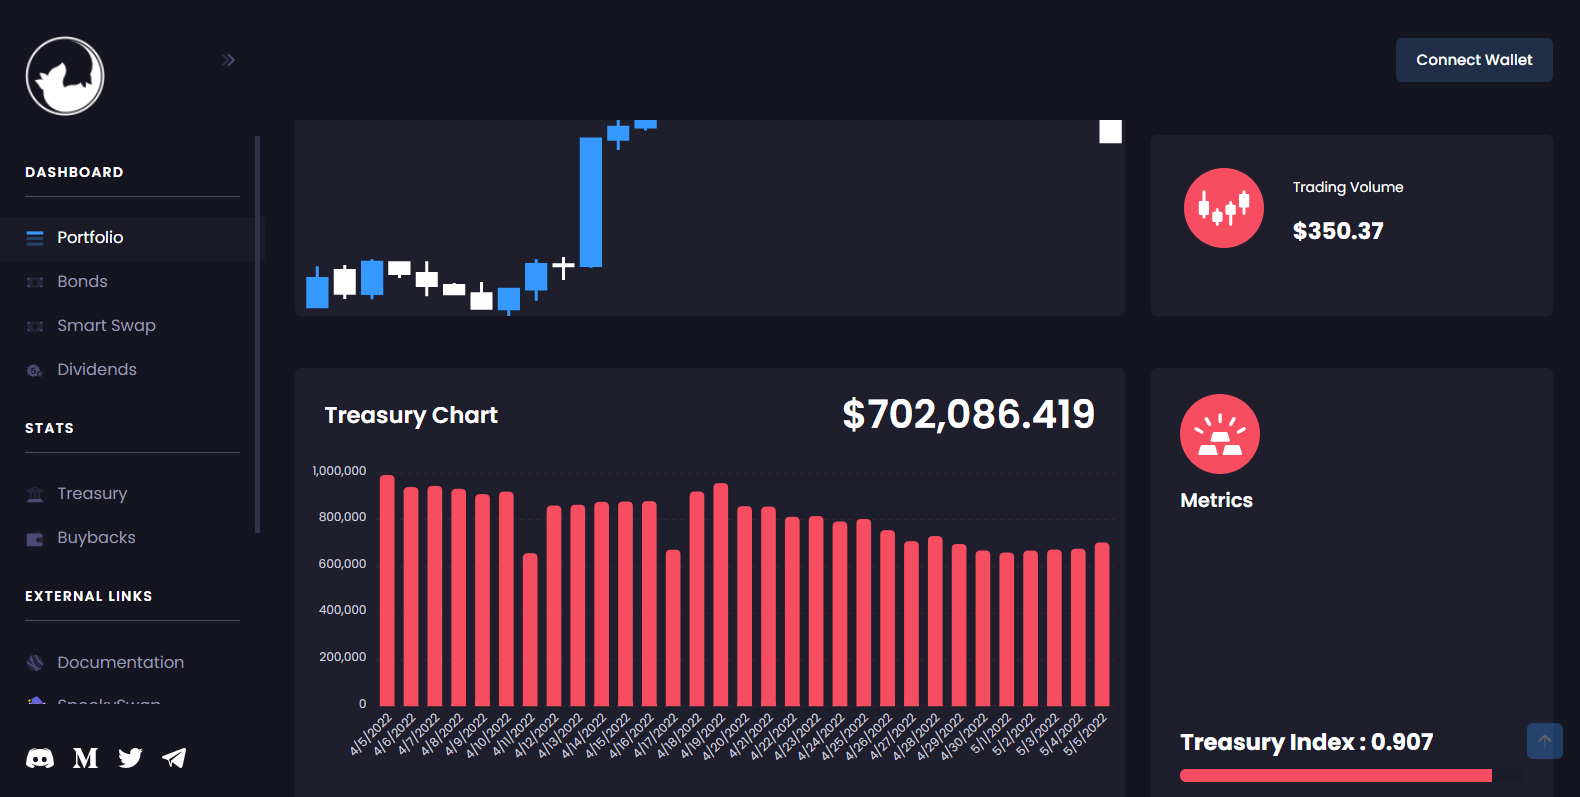 Connect Wallet
DASHBOARD
Portfolio
Bonds
Smart Swap
Dividends
STATS
Treasury
Buybacks
EXTERNAL LINKS
Documentation
SpookySwap
Trading Volume
$350.37
Treasury Chart
$702,086.419
1,000,000
800,000
600,000
400,000
200,000
0
4/5/2022
4/6/2022
4/7/2022
4/8/2022
4/9/2022
4/10/2022
4/11/2022
4/12/2022
4/13/2022
4/14/2022
4/15/2022
4/16/2022
4/17/2022
4/18/2022
4/19/2022
4/20/2022
4/21/2022
4/22/2022
4/23/2022
4/24/2022
4/25/2022
4/26/2022
4/27/2022
4/28/2022
4/29/2022
4/30/2022
5/1/2022
5/2/2022
5/3/2022
5/4/2022
5/5/2022
Metrics
Treasury Index : 0.907